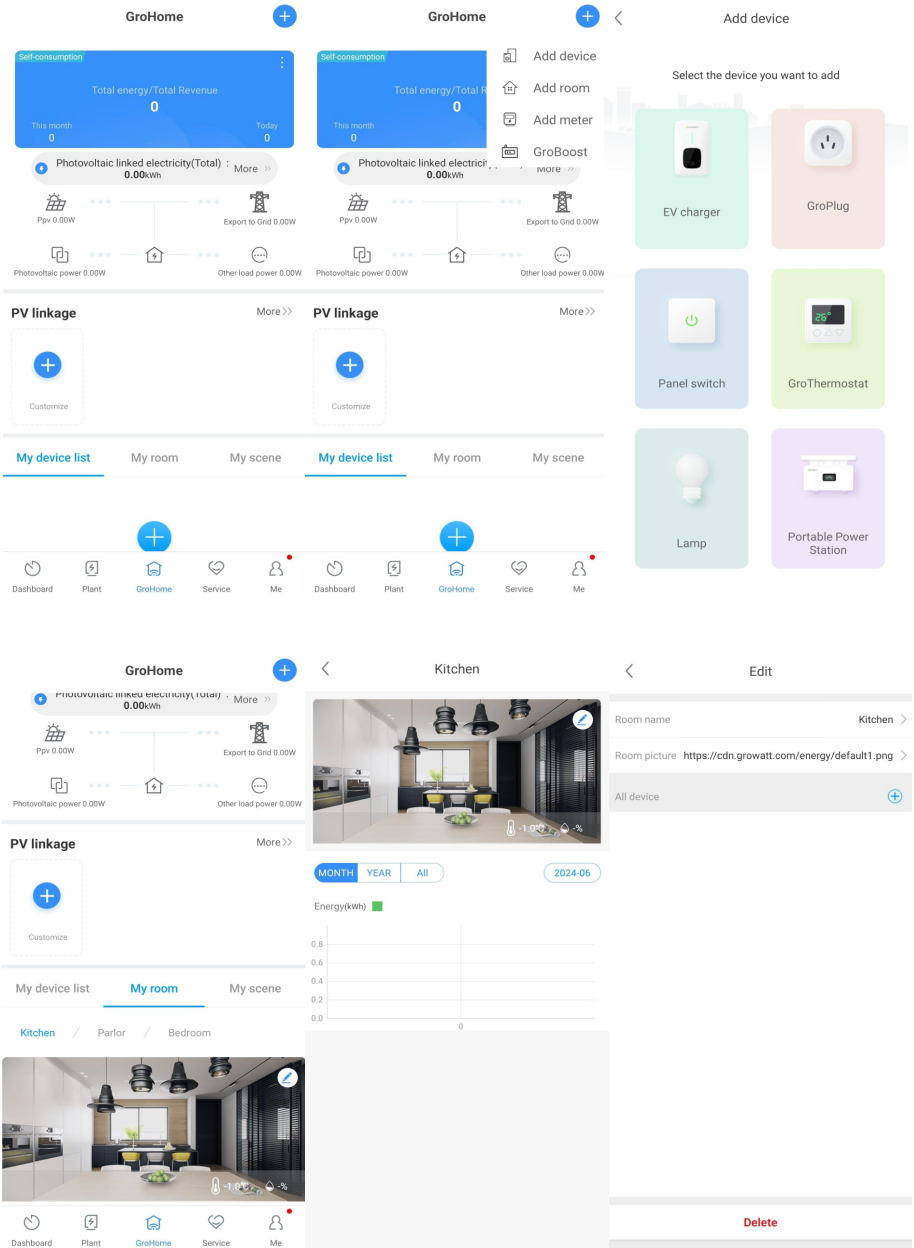 GroHome
Self-consumption
Total energy/Total Revenue
0
This month
0
Today
0
Photovoltaic linked electricity(Total) :
0.00kWh
More
Ppv 0.00W
Export to Grid 0.00W
Photovoltaic power 0.00W
Other load power 0.00W
PV linkage
More
Customize
My device list
My room
My scene
Dashboard
Plant
GroHome
Service
Me
GroHome
Self-consumption
Total energy/Total R
0
This month
0
Add device
Add room
Add meter
GroBoost
Photovoltaic linked electricity
0.00kWh
More
Ppv 0.00W
Export to Grid 0.00W
Photovoltaic power 0.00W
Other load power 0.00W
PV linkage
More
Customize
My device list
My room
My scene
Dashboard
Plant
GroHome
Service
Me
Add device
Select the device you want to add
EV charger
GroPlug
Panel switch
26°
GroThermostat
Lamp
Portable Power
Station
GroHome
Photovoltaic linked electricity(Total) :
0.00kWh
More
Ppv 0.00W
Export to Grid 0.00W
Photovoltaic power 0.00W
Other load power 0.00W
PV linkage
More
Customize
My device list
My room
My scene
Kitchen / Parlor / Bedroom
-1.0℃
-%
Dashboard
Plant
GroHome
Service
Me
Kitchen
-1.0℃
-%
MONTH
YEAR
All
2024-06
Energy(kWh)
0.8
0.6
0.4
0.2
0.0
0
Edit
Room name
Kitchen
Room picture
https://cdn.growatt.com/energy/default1.png
All device
Delete